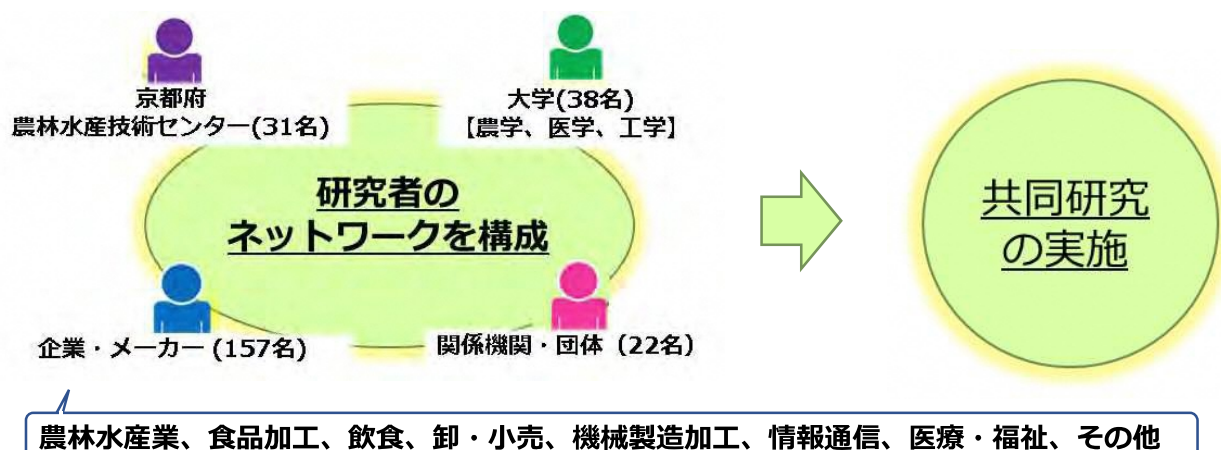 京都府
農林水産技術センター(31名)
大学(38名)
【農学、医学、工学】
研究者の
ネットワークを構成
共同研究
の実施
企業・メーカー(157名)
関係機関・団体（22名）
農林水産業、食品加工、飲食、卸・小売、機械製造加工、情報通信、医療・福祉、その他